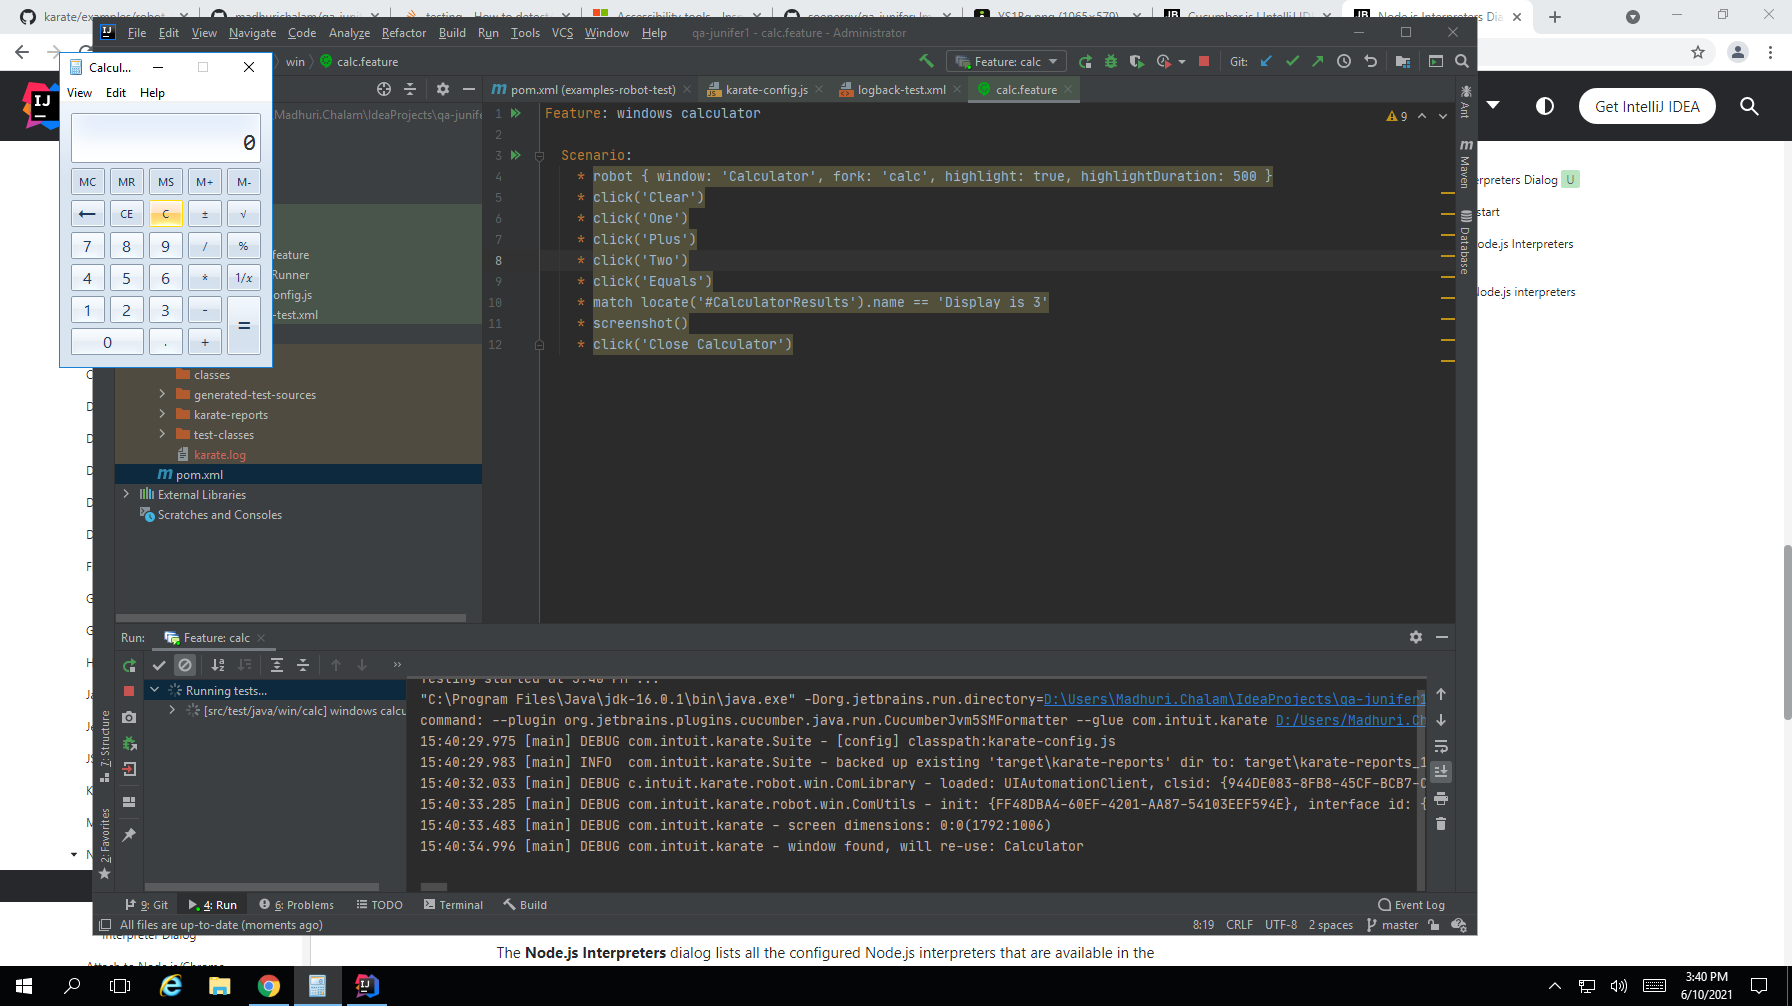 karate/examples/robot
madhurichalam/qa-junif
testing - How to detect
Accessibility tools - Ins
YS1Rq.png (1065×579)
Cucumber.js | IntelliJ IDE
Node.js Interpreters Dia
File Edit View Navigate Code Analyze Refactor Build Run Tools VCS Window Help qa-junifer1 - calc.feature - Administrator
win calc.feature
Feature: calc
Git:
Calcul...
View Edit Help
0
MC MR MS M+ M-
← CE C ± √
7 8 9 / %
4 5 6 * 1/x
1 2 3 - =
0 . +
Get IntelliJ IDEA
pom.xml (examples-robot-test)
karate-config.js
logback-test.xml
calc.feature
Madhuri.Chalam\IdeaProjects\qa-junife
1 Feature: windows calculator
9
2
3 Scenario:
4 * robot { window: 'Calculator', fork: 'calc', highlight: true, highlightDuration: 500 }
5 * click('Clear')
6 * click('One')
7 * click('Plus')
8 * click('Two')
9 * click('Equals')
10 * match locate('#CalculatorResults').name == 'Display is 3'
11 * screenshot()
12 * click('Close Calculator')
Ant
Maven
Database
rpreters Dialog U
start
ode.js Interpreters
Node.js interpreters
feature
Runner
onfig.js
-test.xml
classes
generated-test-sources
karate-reports
test-classes
karate.log
pom.xml
External Libraries
Scratches and Consoles
C
D
D
D
D
D
F
G
G
H
Ja
JS
K
M
N
Run: Feature: calc
Running tests...
[src/test/java/win/calc] windows calcu
Testing started at 3:40 PM ...
"C:\Program Files\Java\jdk-16.0.1\bin\java.exe" -Dorg.jetbrains.run.directory=D:\Users\Madhuri.Chalam\IdeaProjects\qa-junifer1
command: --plugin org.jetbrains.plugins.cucumber.java.run.CucumberJvm5SMFormatter --glue com.intuit.karate D:/Users/Madhuri.Ch
15:40:29.975 [main] DEBUG com.intuit.karate.Suite - [config] classpath:karate-config.js
15:40:29.983 [main] INFO com.intuit.karate.Suite - backed up existing 'target\karate-reports' dir to: target\karate-reports_1
15:40:32.033 [main] DEBUG c.intuit.karate.robot.win.ComLibrary - loaded: UIAutomationClient, clsid: {944DE083-8FB8-45CF-BCB7-C
15:40:33.285 [main] DEBUG com.intuit.karate.robot.win.ComUtils - init: {FF48DBA4-60EF-4201-AA87-54103EEF594E}, interface id: {
15:40:33.483 [main] DEBUG com.intuit.karate - screen dimensions: 0:0(1792:1006)
15:40:34.996 [main] DEBUG com.intuit.karate - window found, will re-use: Calculator
7: Structure
2: Favorites
9: Git 4: Run 6: Problems TODO Terminal Build Event Log
All files are up-to-date (moments ago) 8:19 CRLF UTF-8 2 spaces master
Interpreter Dialog
The Node.js Interpreters dialog lists all the configured Node.js interpreters that are available in the
Attach to Node.js/Chrome
3:40 PM
6/10/2021